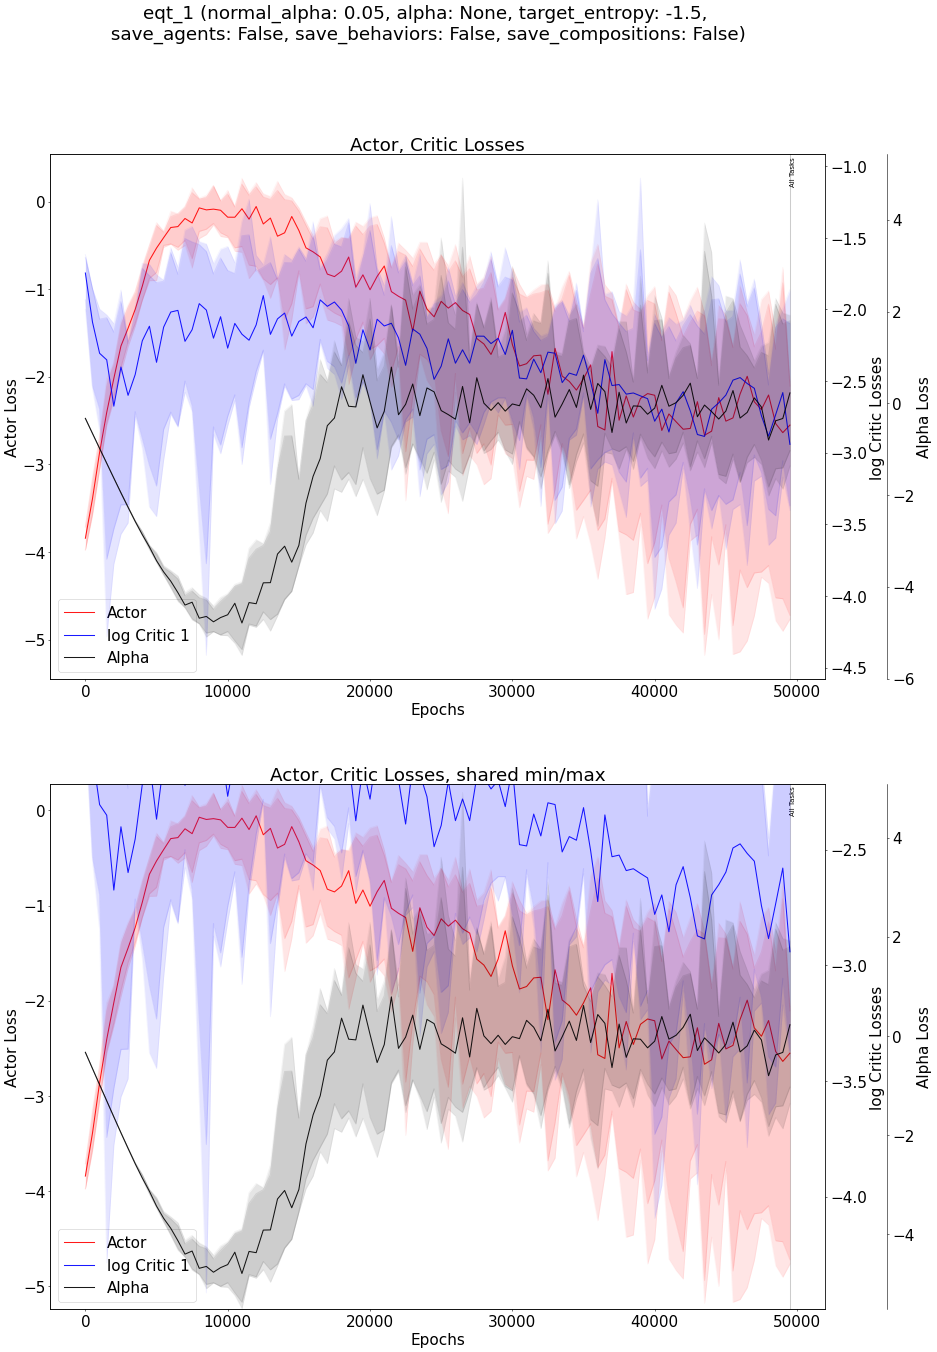 eqt_1 (normal_alpha: 0.05, alpha: None, target_entropy: -1.5,
save_agents: False, save_behaviors: False, save_compositions: False)
Actor, Critic Losses
All Tasks
0
−1
−2
−3
−4
−5
Actor Loss
−1.0
−1.5
−2.0
−2.5
−3.0
−3.5
−4.0
−4.5
log Critic Losses
4
2
0
−2
−4
−6
Alpha Loss
Actor
log Critic 1
Alpha
0 10000 20000 30000 40000 50000
Epochs
Actor, Critic Losses, shared min/max
All Tasks
0
−1
−2
−3
−4
−5
Actor Loss
−2.5
−3.0
−3.5
−4.0
log Critic Losses
4
2
0
−2
−4
Alpha Loss
Actor
log Critic 1
Alpha
0 10000 20000 30000 40000 50000
Epochs